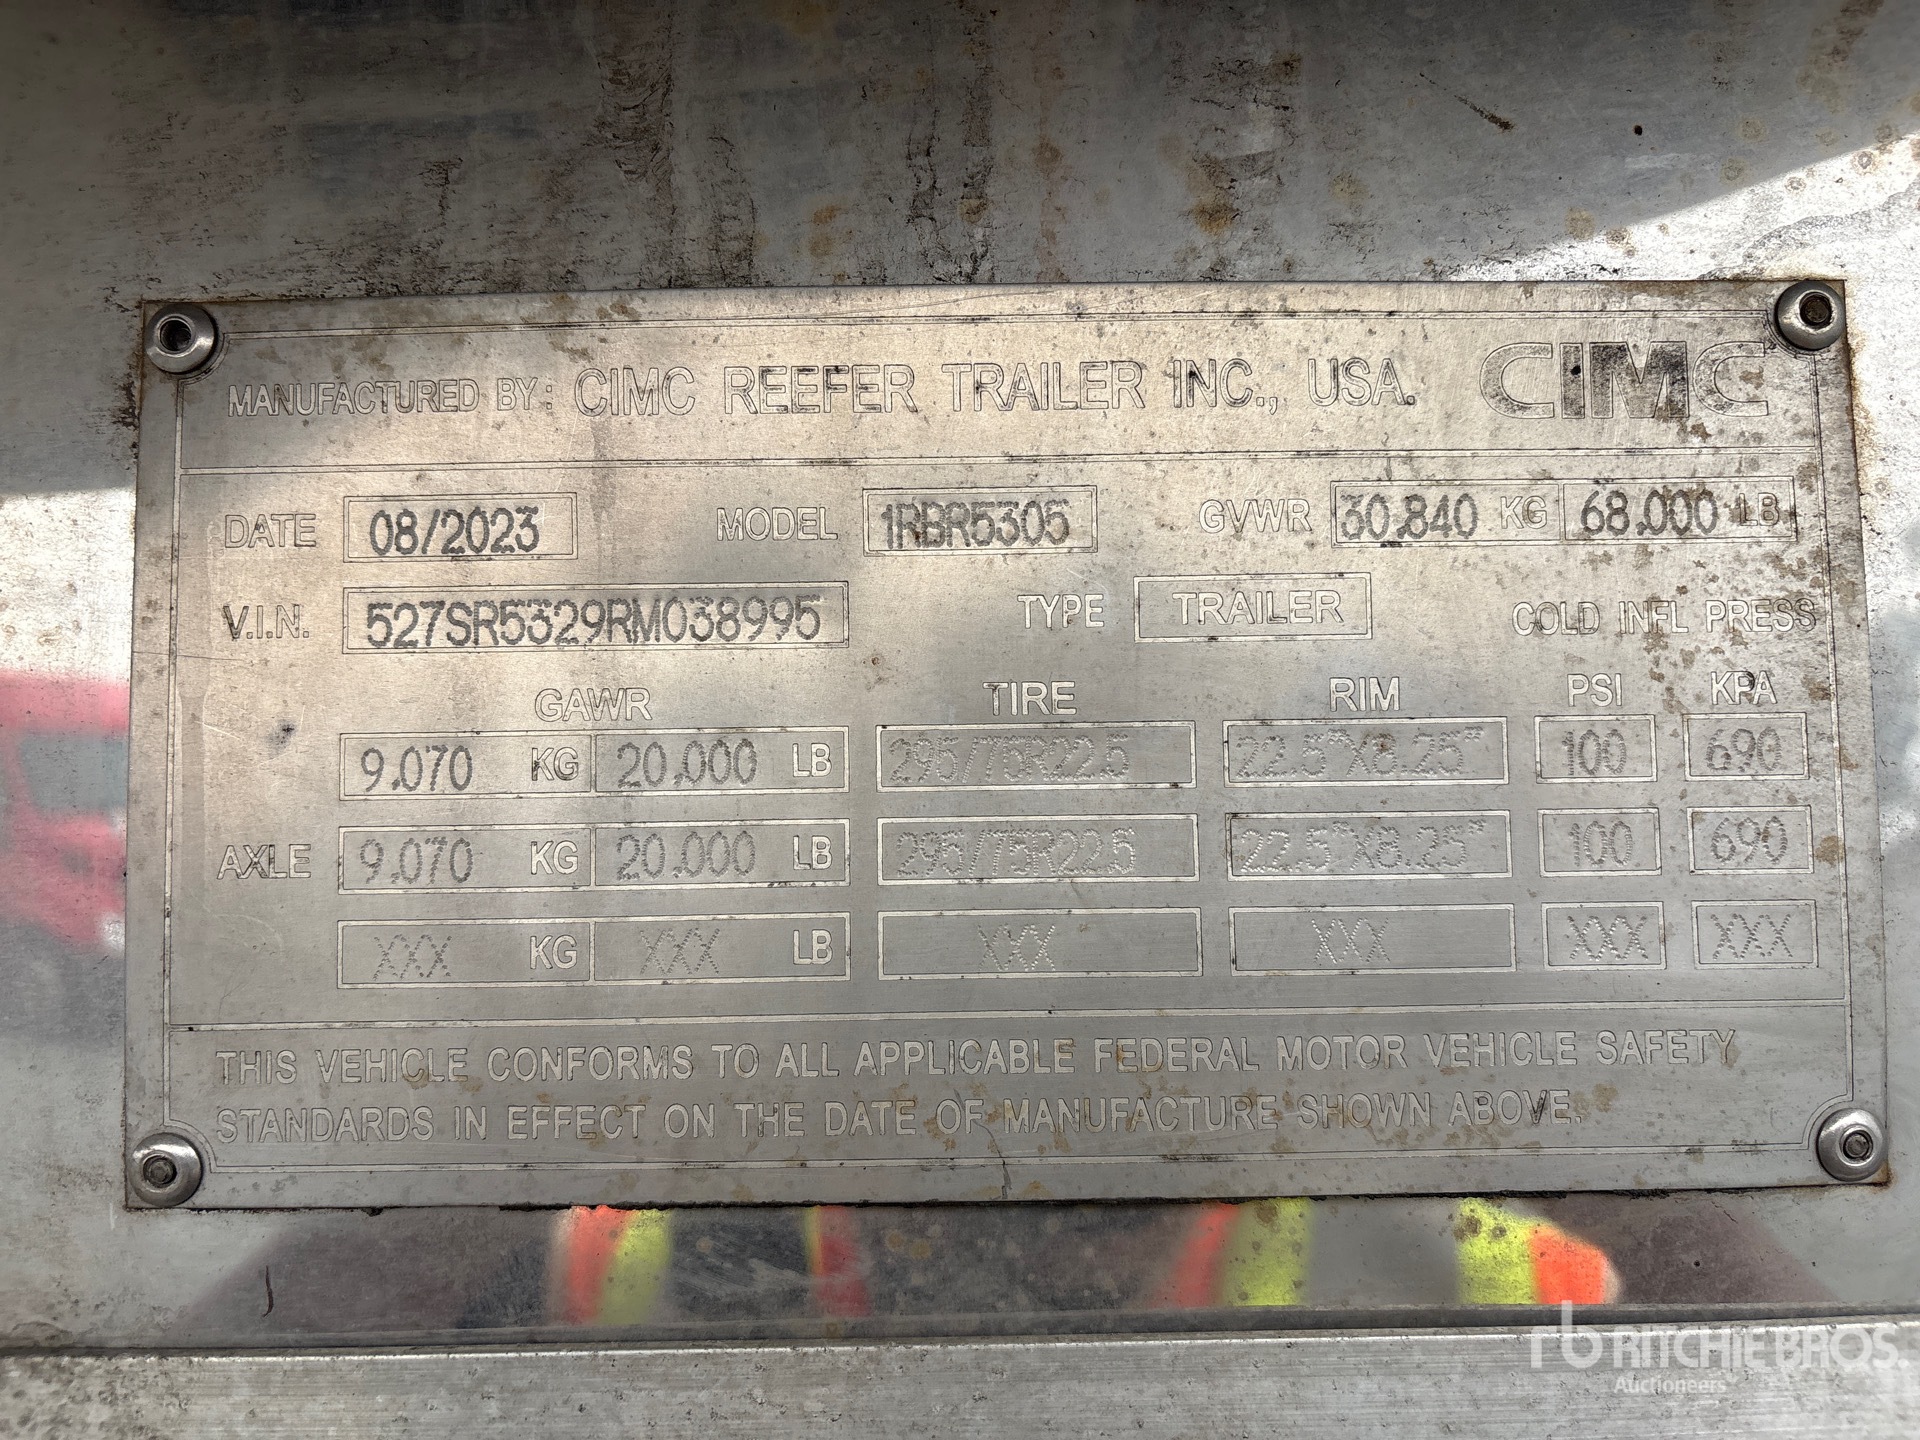 MANUFACTURED BY: CIMC REEFER TRAILER INC., USA. CIMC
DATE 08/2023 MODEL 1RBR5305 GVWR 30,840 KG 68,000 LB
V.I.N. 527SR5329RM038995 TYPE TRAILER COLD INFL PRESS
GAWR TIRE RIM PSI KPA
9,070 KG 20,000 LB 295/75R22.5 22.5"X8.25" 100 690
AXLE 9,070 KG 20,000 LB 295/75R22.5 22.5"X8.25" 100 690
XXX KG XXX LB XXX XXX XXX XXX
THIS VEHICLE CONFORMS TO ALL APPLICABLE FEDERAL MOTOR VEHICLE SAFETY
STANDARDS IN EFFECT ON THE DATE OF MANUFACTURE SHOWN ABOVE.
rb RITCHIE BROS.
Auctioneers